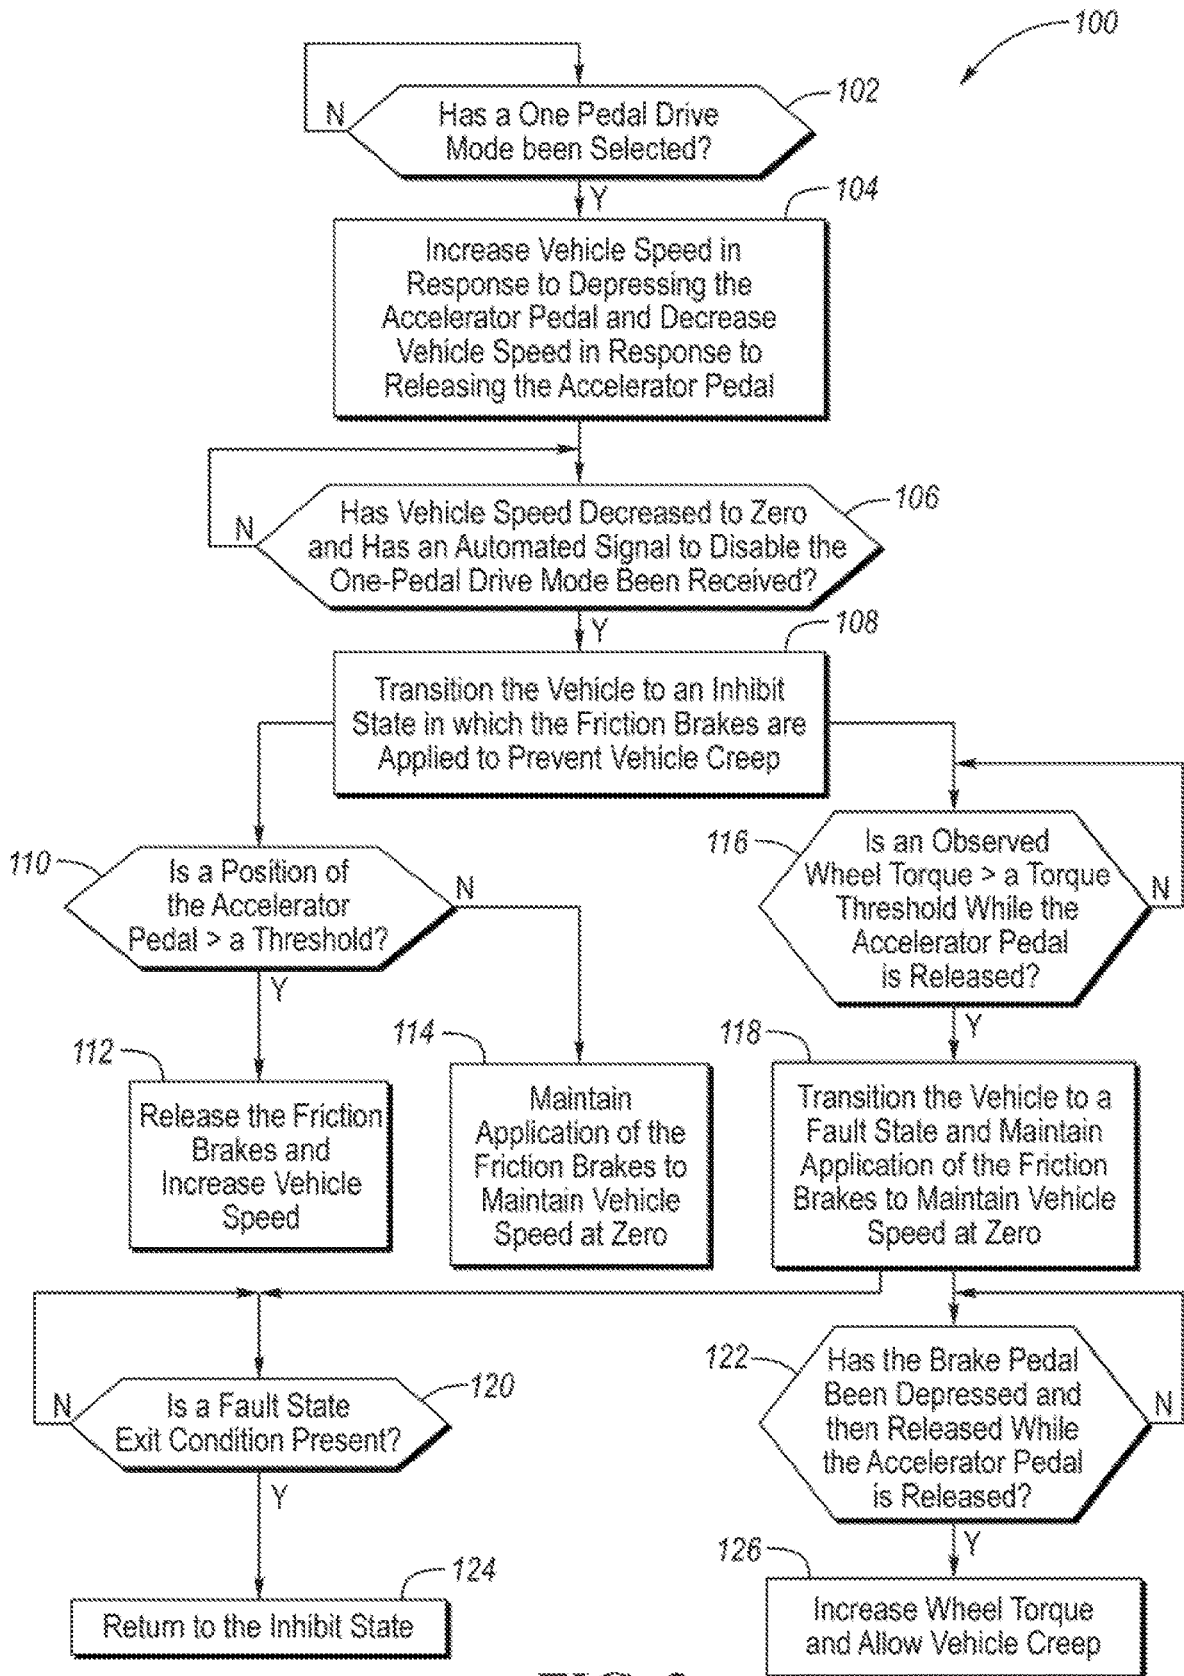 100
102
Has a One Pedal Drive
Mode been Selected?
N
Y
104
Increase Vehicle Speed in
Response to Depressing the
Accelerator Pedal and Decrease
Vehicle Speed in Response to
Releasing the Accelerator Pedal
106
Has Vehicle Speed Decreased to Zero
and Has an Automated Signal to Disable the
One-Pedal Drive Mode Been Received?
N
Y
108
Transition the Vehicle to an Inhibit
State in which the Friction Brakes are
Applied to Prevent Vehicle Creep
110
Is a Position of
the Accelerator
Pedal > a Threshold?
N
Y
116
Is an Observed
Wheel Torque > a Torque
Threshold While the
Accelerator Pedal
is Released?
N
Y
112
Release the Friction
Brakes and
Increase Vehicle
Speed
114
Maintain
Application of the
Friction Brakes to
Maintain Vehicle
Speed at Zero
118
Transition the Vehicle to a
Fault State and Maintain
Application of the Friction
Brakes to Maintain Vehicle
Speed at Zero
120
Is a Fault State
Exit Condition Present?
N
Y
122
Has the Brake Pedal
Been Depressed and
then Released While
the Accelerator Pedal
is Released?
N
Y
124
Return to the Inhibit State
126
Increase Wheel Torque
and Allow Vehicle Creep